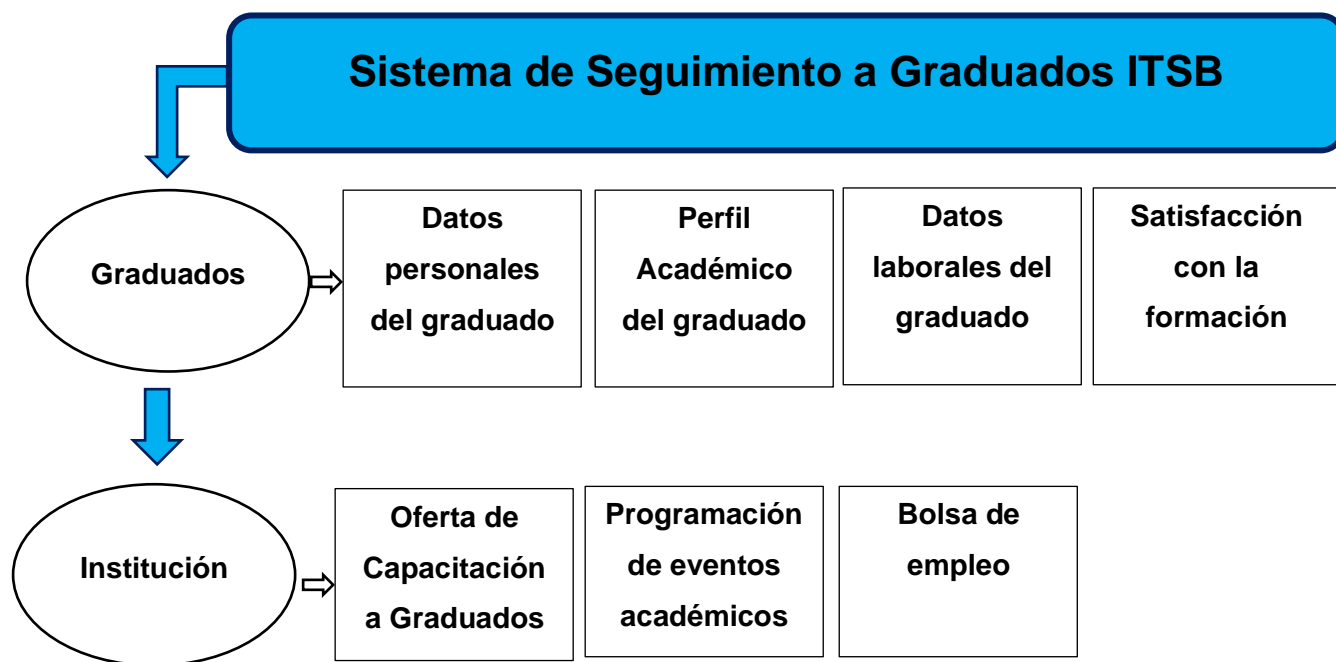 Sistema de Seguimiento a Graduados ITSB
Graduados
Datos
personales
del graduado
Perfil
Académico
del graduado
Datos
laborales del
graduado
Satisfacción
con la
formación
Institución
Oferta de
Capacitación
a Graduados
Programación
de eventos
académicos
Bolsa de
empleo